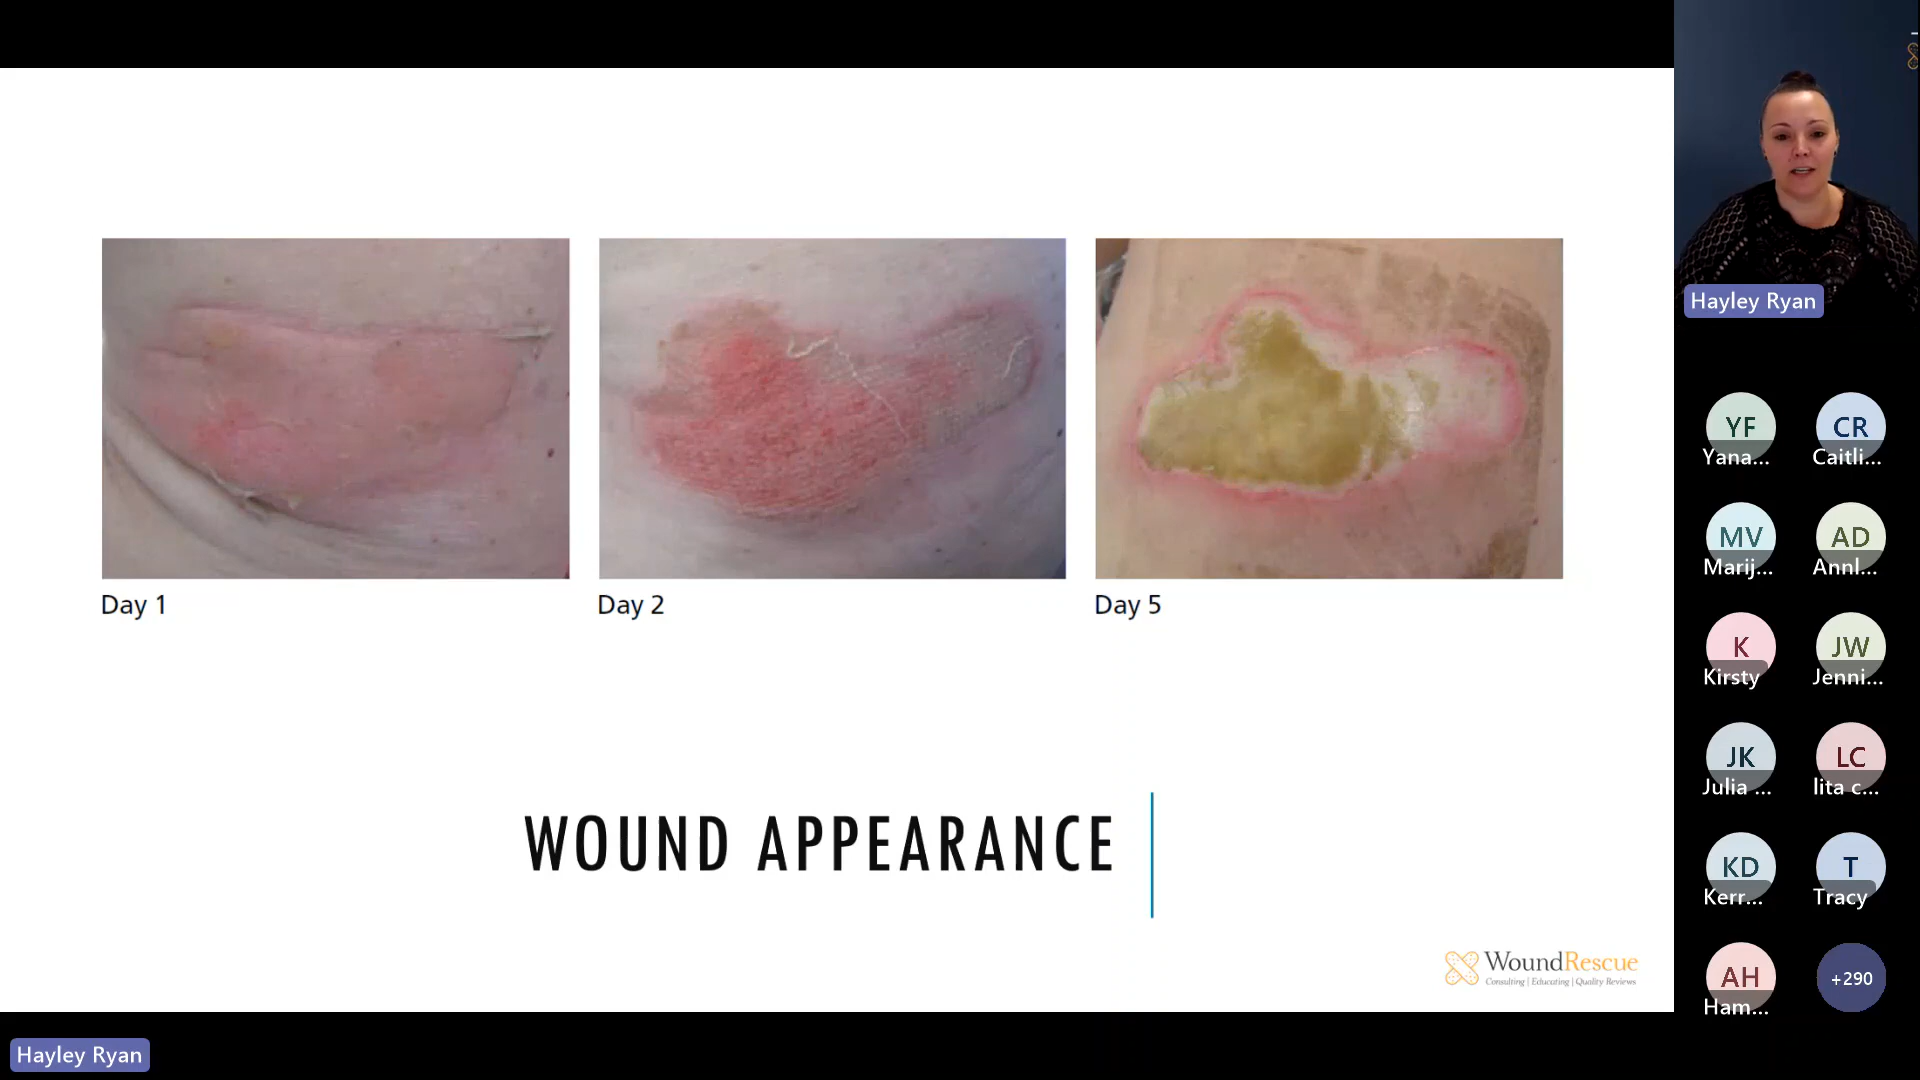 Hayley Ryan
Day 1
Day 2
Day 5
WOUND APPEARANCE
WoundRescue
Consulting | Educating | Quality Reviews
YF
Yana...
CR
Caitli...
MV
Marij...
AD
Annl...
K
Kirsty
JW
Jenni...
JK
Julia ...
LC
lita c...
KD
Kerr...
T
Tracy
AH
Ham...
+290
Hayley Ryan